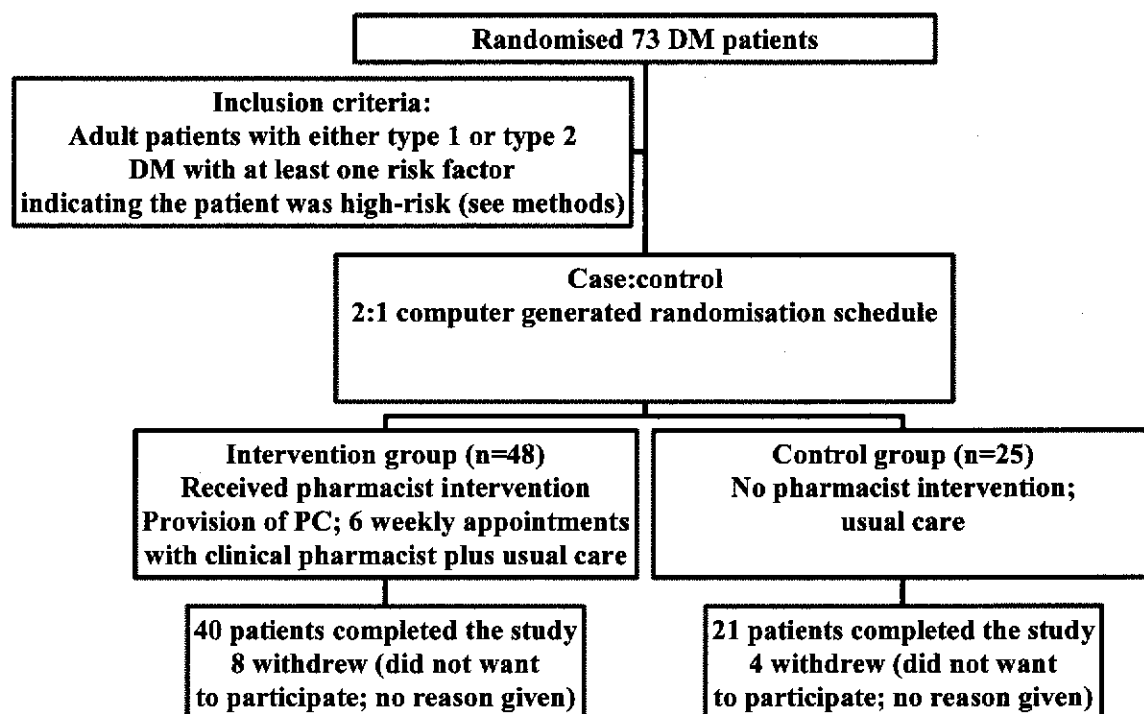 Randomised 73 DM patients
Inclusion criteria:
Adult patients with either type 1 or type 2
DM with at least one risk factor
indicating the patient was high-risk (see methods)
Case:control
2:1 computer generated randomisation schedule
Intervention group (n=48)
Received pharmacist intervention
Provision of PC; 6 weekly appointments
with clinical pharmacist plus usual care
Control group (n=25)
No pharmacist intervention;
usual care
40 patients completed the study
8 withdrew (did not want
to participate; no reason given)
21 patients completed the study
4 withdrew (did not want
to participate; no reason given)